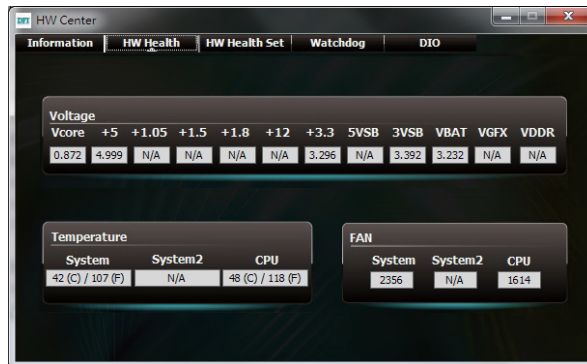 DFI HW Center
Information HW Health HW Health Set Watchdog DIO
Voltage
Vcore +5 +1.05 +1.5 +1.8 +12 +3.3 5VSB 3VSB VBAT VGFX VDDR
0.872 4.999 N/A N/A N/A N/A 3.296 N/A 3.392 3.232 N/A N/A
Temperature
System System2 CPU
42 (C) / 107 (F) N/A 48 (C) / 118 (F)
FAN
System System2 CPU
2356 N/A 1614